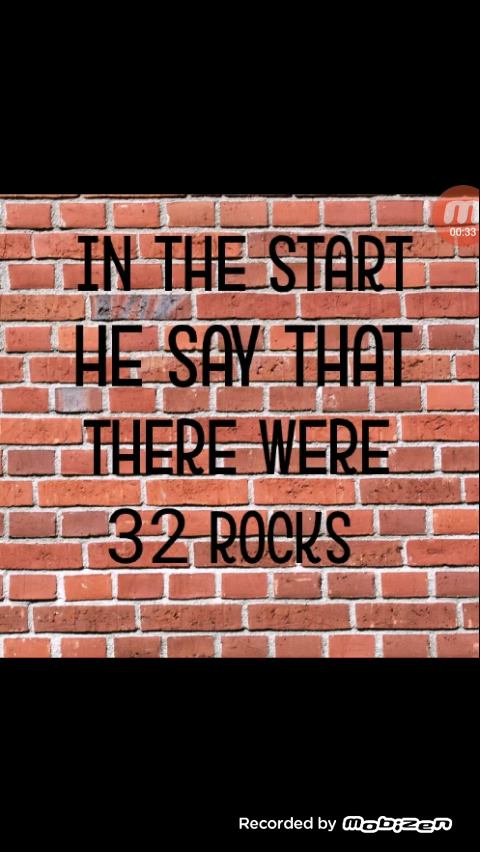 00:33
IN THE START
HE SAY THAT
THERE WERE
32 ROCKS
Recorded by mobizen